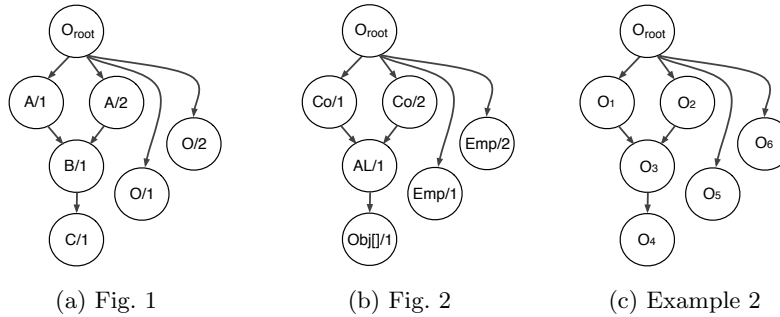 O_root O_root O_root
A/1 A/2 Co/1 Co/2 O₁ O₂
O/2 Emp/2 O₆
B/1 AL/1 O₃
O/1 Emp/1 O₅
C/1 Obj[]/1 O₄
(a) Fig. 1 (b) Fig. 2 (c) Example 2